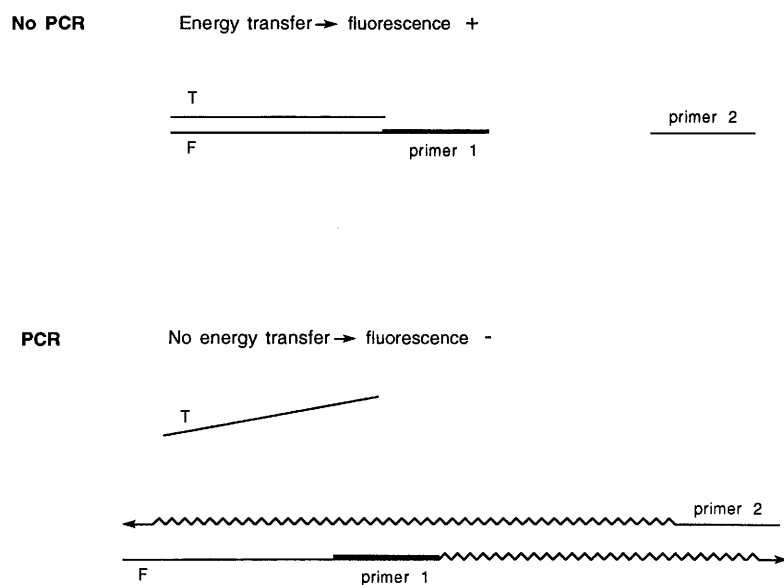 No PCR Energy transfer → fluorescence +
T
primer 2
F
primer 1
PCR No energy transfer → fluorescence -
T
primer 2
F
primer 1